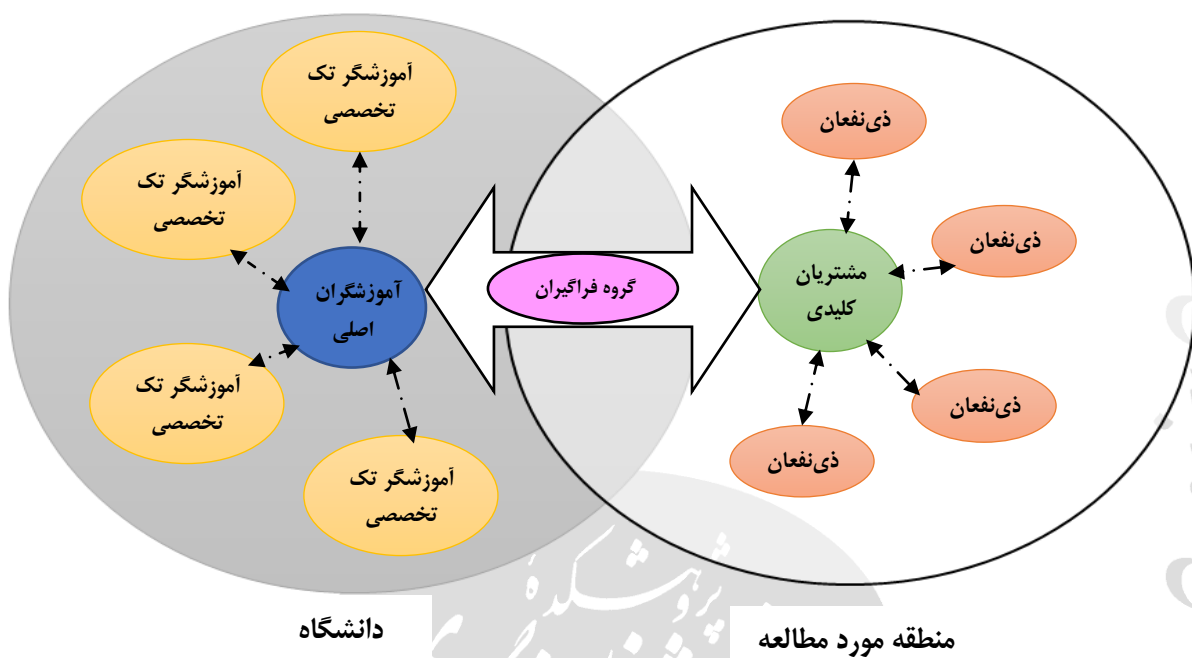 آموزشگر تک
تخصصی
ذی‌نفعان
آموزشگر تک
تخصصی
ذی‌نفعان
مشتریان
کلیدی
گروه فراگیران
آموزشگران
اصلی
آموزشگر تک
تخصصی
ذی‌نفعان
ذی‌نفعان
آموزشگر تک
تخصصی
منطقه مورد مطالعه
دانشگاه